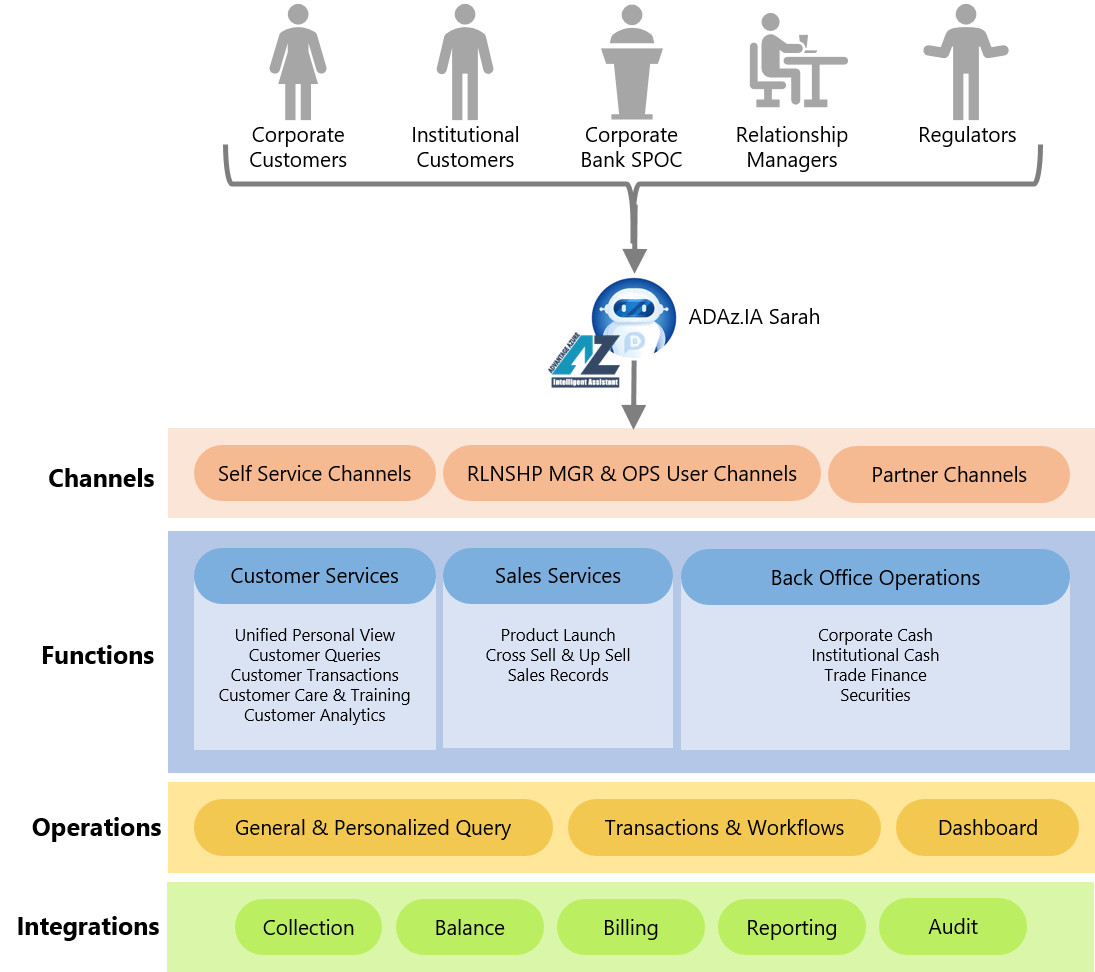 Corporate
Customers
Institutional
Customers
Corporate
Bank SPOC
Relationship
Managers
Regulators
ADAz.IA Sarah
D
ADVANTAGE AZURE
AZ
Intelligent Assistant
Channels
Self Service Channels
RLNSHP MGR & OPS User Channels
Partner Channels
Functions
Customer Services
Unified Personal View
Customer Queries
Customer Transactions
Customer Care & Training
Customer Analytics
Sales Services
Product Launch
Cross Sell & Up Sell
Sales Records
Back Office Operations
Corporate Cash
Institutional Cash
Trade Finance
Securities
Operations
General & Personalized Query
Transactions & Workflows
Dashboard
Integrations
Collection
Balance
Billing
Reporting
Audit